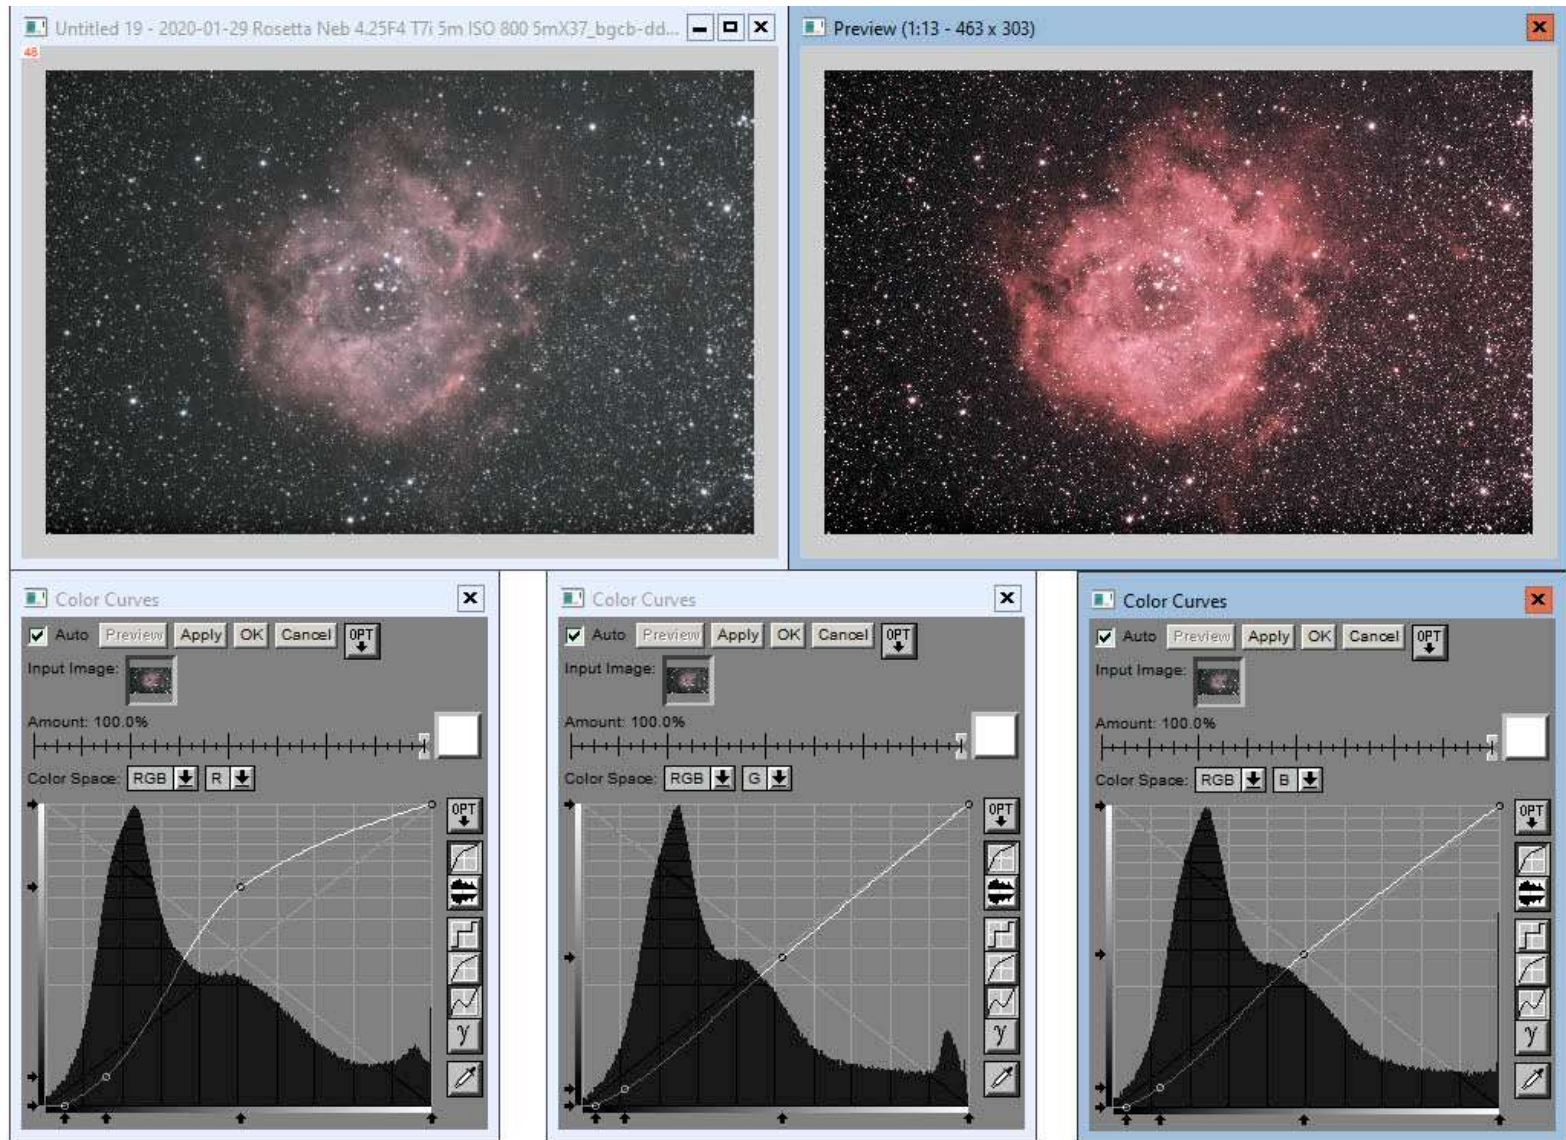 Untitled 19 - 2020-01-29 Rosetta Neb 4.25F4 T7i 5m ISO 800 5mX37_bgcb-dd...
48
Preview (1:13 - 463 x 303)
Color Curves
Auto Preview Apply OK Cancel OPT
Input Image:
Amount: 100.0%
Color Space: RGB R
OPT
γ
Color Curves
Auto Preview Apply OK Cancel OPT
Input Image:
Amount: 100.0%
Color Space: RGB G
OPT
γ
Color Curves
Auto Preview Apply OK Cancel OPT
Input Image:
Amount: 100.0%
Color Space: RGB B
OPT
γ